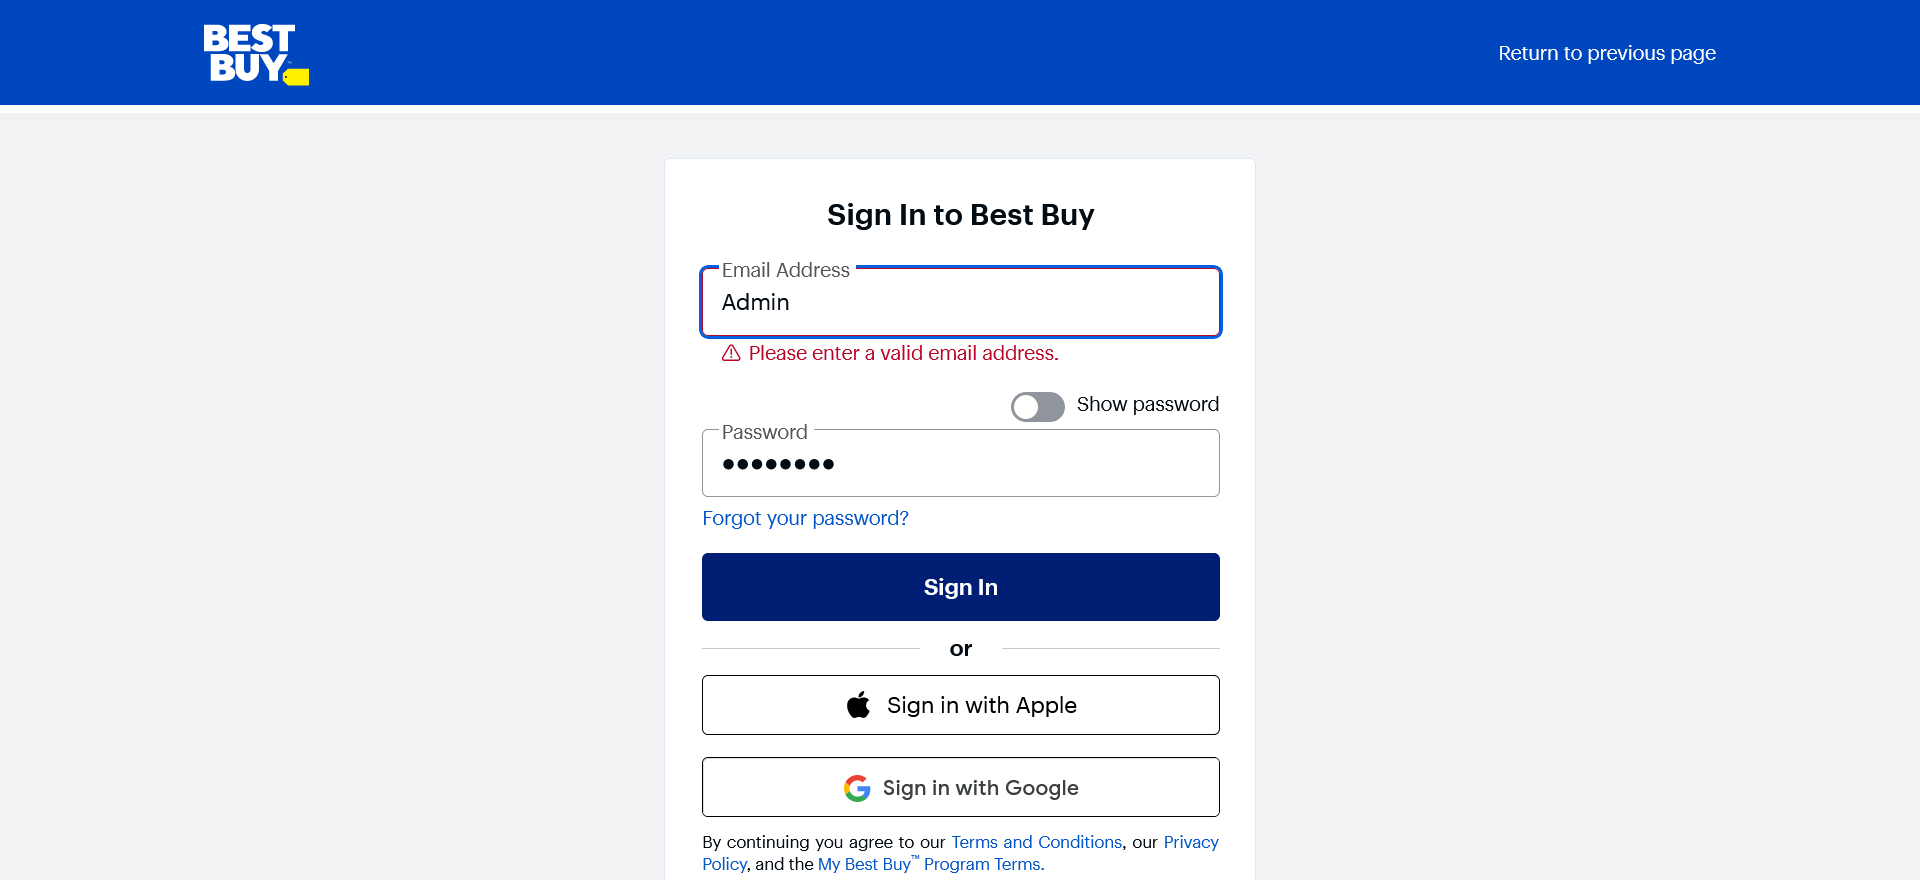 BEST
BUY
Return to previous page
Sign In to Best Buy
Email Address
Admin
Please enter a valid email address.
Show password
Password
••••••••
Forgot your password?
Sign In
or
Sign in with Apple
Sign in with Google
By continuing you agree to our Terms and Conditions, our Privacy
Policy, and the My Best Buy™ Program Terms.